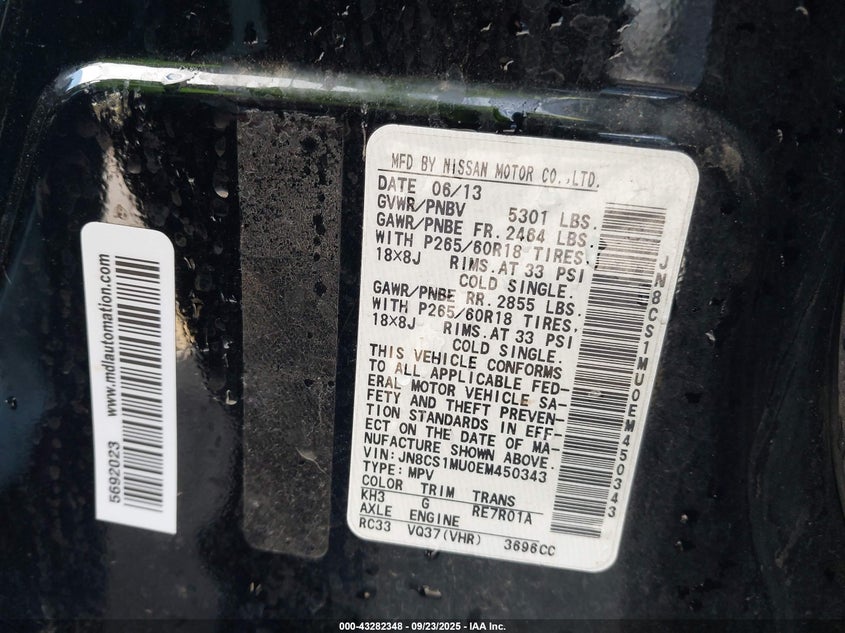 MFD BY NISSAN MOTOR CO.,LTD.
DATE 06/13
GVWR/PNBV 5301 LBS.
GAWR/PNBE FR. 2464 LBS.
WITH P265/60R18 TIRES,
18×8J RIMS.AT 33 PSI
COLD SINGLE.
GAWR/PNBE RR. 2855 LBS.
WITH P265/60R18 TIRES,
18×8J RIMS.AT 33 PSI
COLD SINGLE.
THIS VEHICLE CONFORMS
TO ALL APPLICABLE FED-
ERAL MOTOR VEHICLE SA-
FETY AND THEFT PREVEN-
TION STANDARDS IN EFF-
ECT ON THE DATE OF MA-
NUFACTURE SHOWN ABOVE.
VIN:JN8CS1MU0EM450343
TYPE: MPV
COLOR TRIM TRANS
KH3 G RE7R01A
AXLE ENGINE
RC33 VQ37(VHR) 3696CC
JN8CS1MU0EM450343
www.mdlautomation.com
5692023
000-43282348 - 09/23/2025 - IAA Inc.